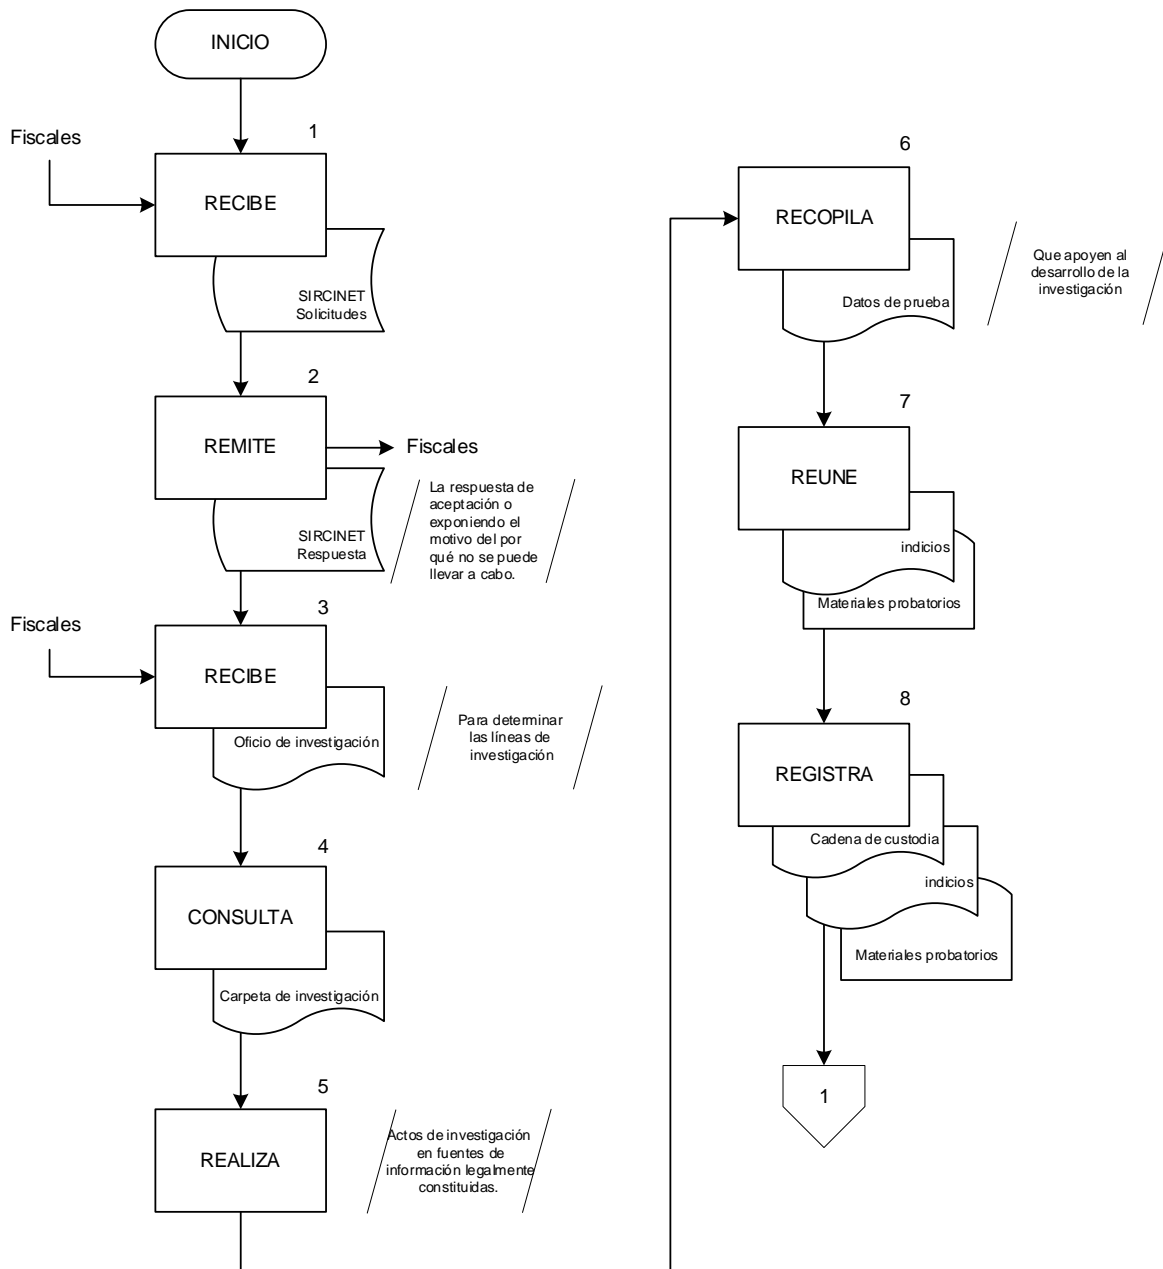 INICIO
Fiscales
1
RECIBE
SIRCINET
Solicitudes
2
REMITE
Fiscales
SIRCINET
Respuesta
La respuesta de
aceptación o
exponiendo el
motivo del por
qué no se puede
llevar a cabo.
Fiscales
3
RECIBE
Oficio de investigación
Para determinar
las líneas de
investigación
4
CONSULTA
Carpeta de investigación
5
REALIZA
Actos de investigación
en fuentes de
información legalmente
constituidas.
6
RECOPILA
Datos de prueba
Que apoyen al
desarrollo de la
investigación
7
REUNE
indicios
Materiales probatorios
8
REGISTRA
Cadena de custodia
indicios
Materiales probatorios
1